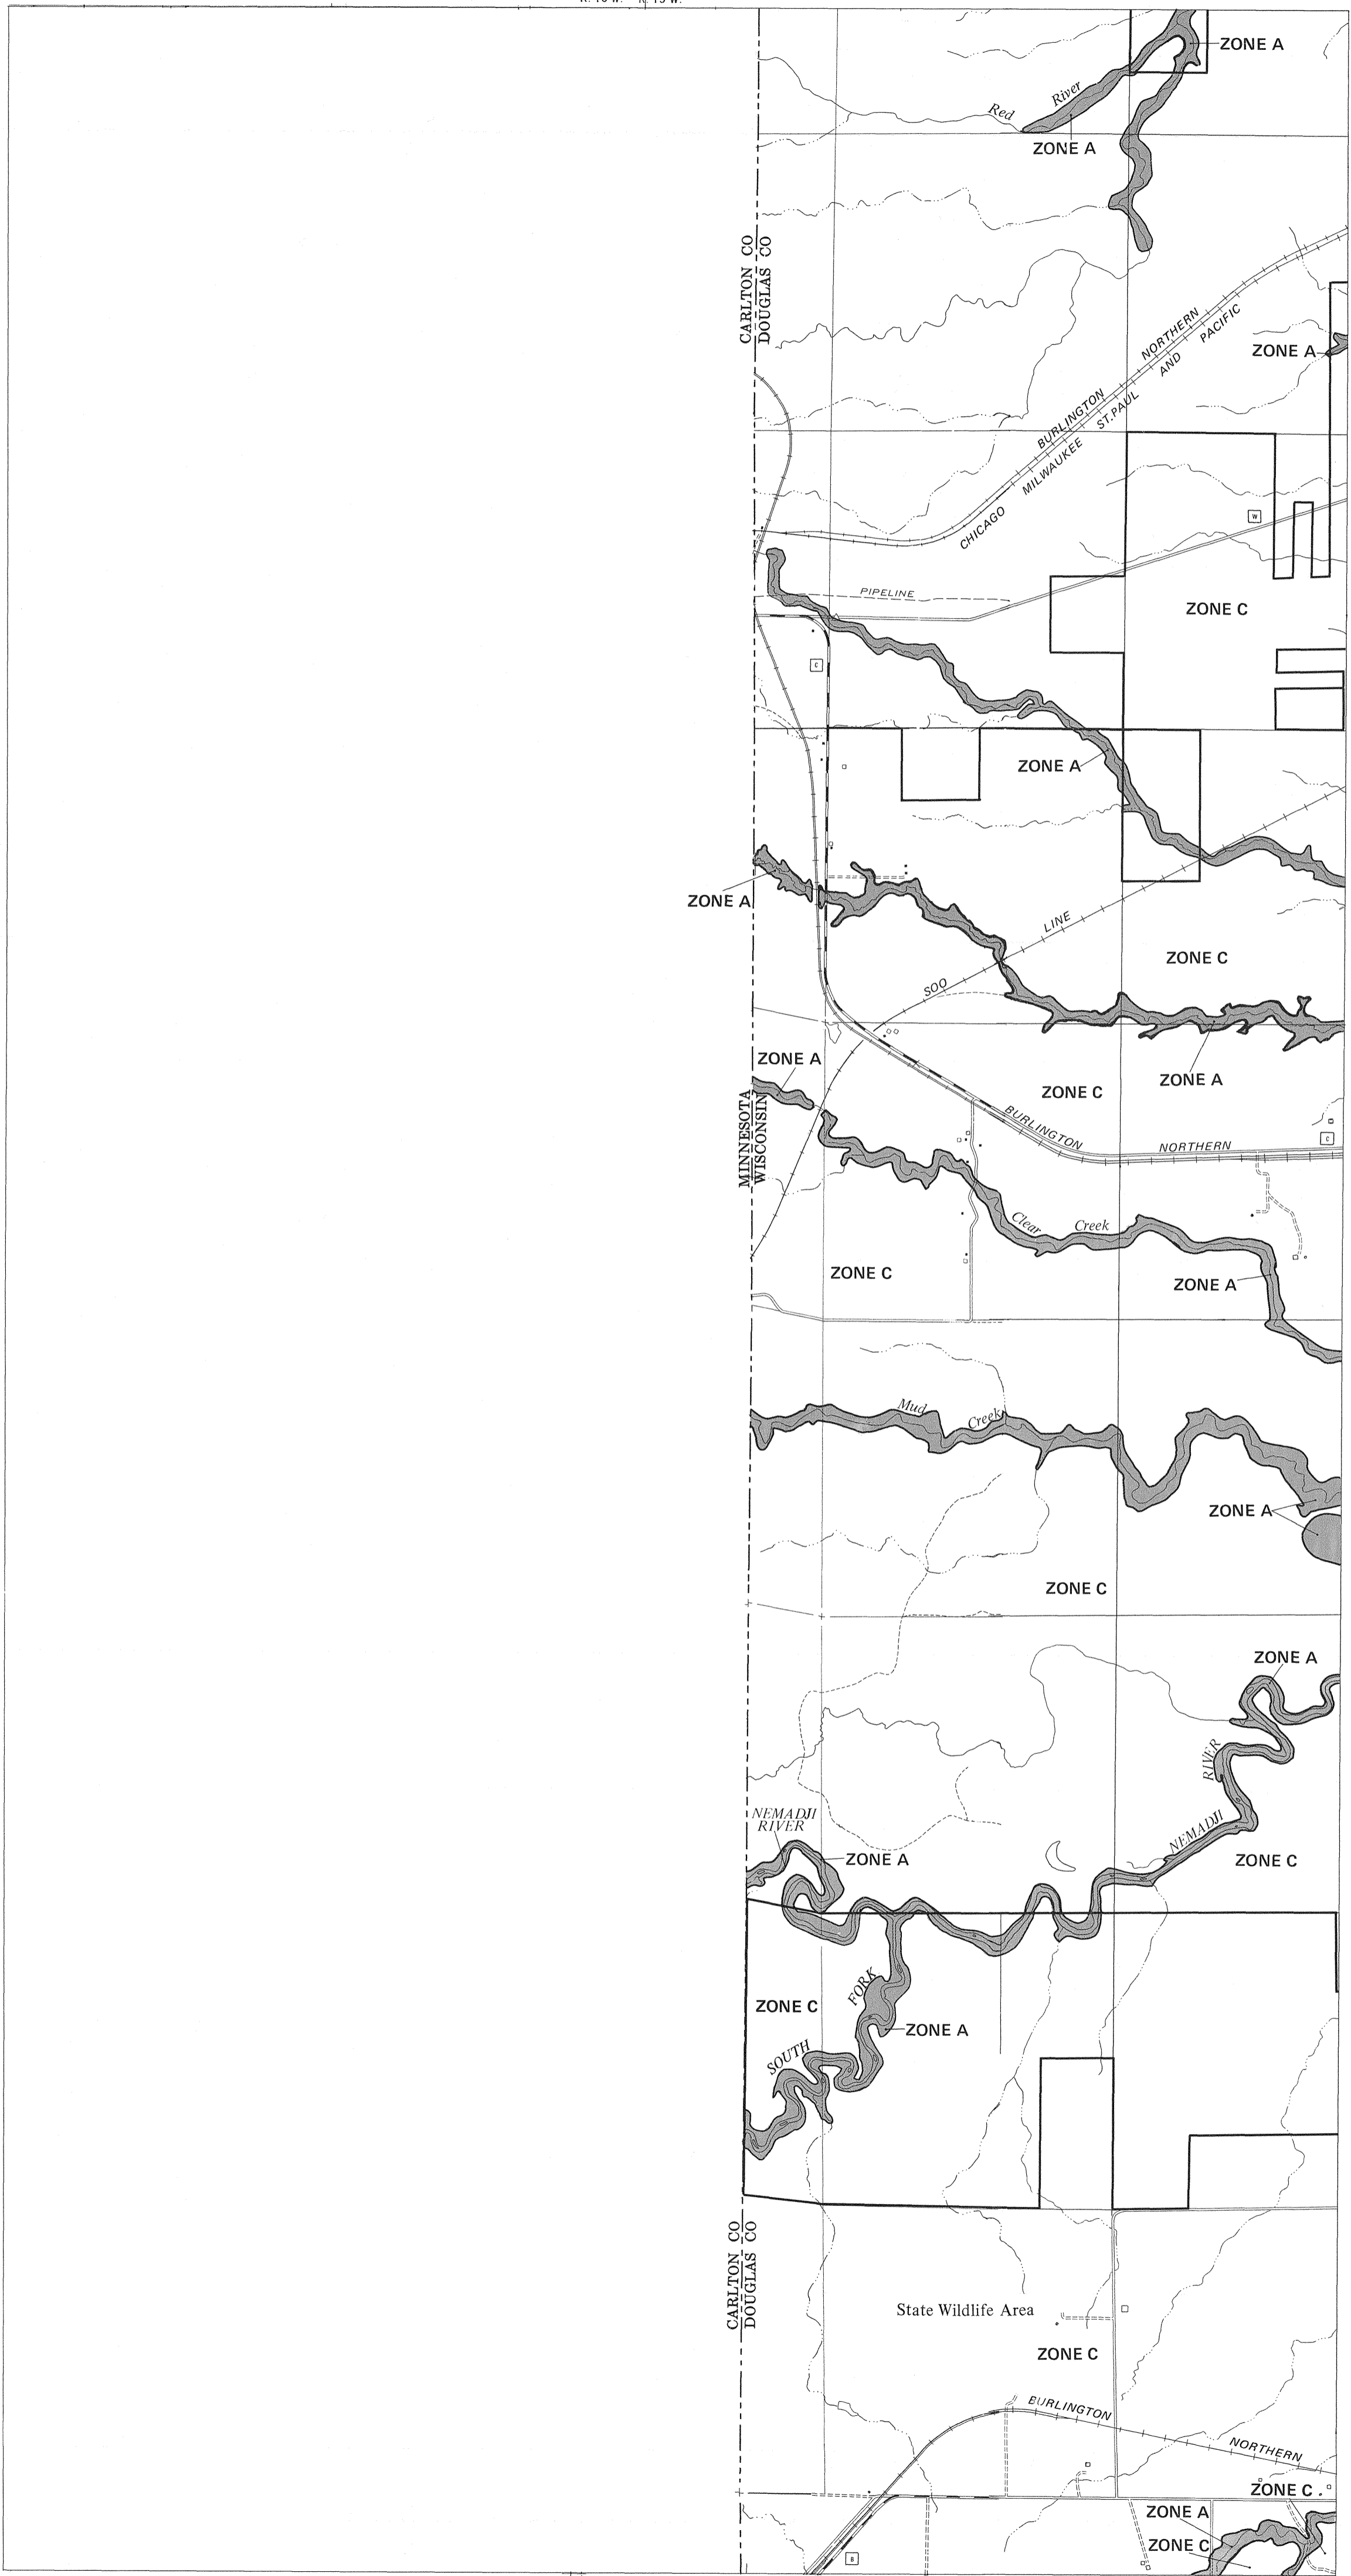 R. 16 W. R. 15 W.
ZONE A
Red River
ZONE A
CARLTON CO
DOUGLAS CO
BURLINGTON NORTHERN
CHICAGO MILWAUKEE ST. PAUL AND PACIFIC
ZONE A
W
PIPELINE
ZONE C
C
ZONE A
ZONE A
SOO LINE
ZONE C
ZONE A
ZONE C
ZONE A
MINNESOTA
WISCONSIN
BURLINGTON NORTHERN
C
Clear Creek
ZONE C
ZONE A
Mud Creek
ZONE A
ZONE C
ZONE A
NEMADJI
RIVER
NEMADJI RIVER
ZONE A
ZONE C
ZONE C
SOUTH FORK
ZONE A
CARLTON CO
DOUGLAS CO
State Wildlife Area
ZONE C
BURLINGTON NORTHERN
ZONE C
ZONE A
ZONE C
B